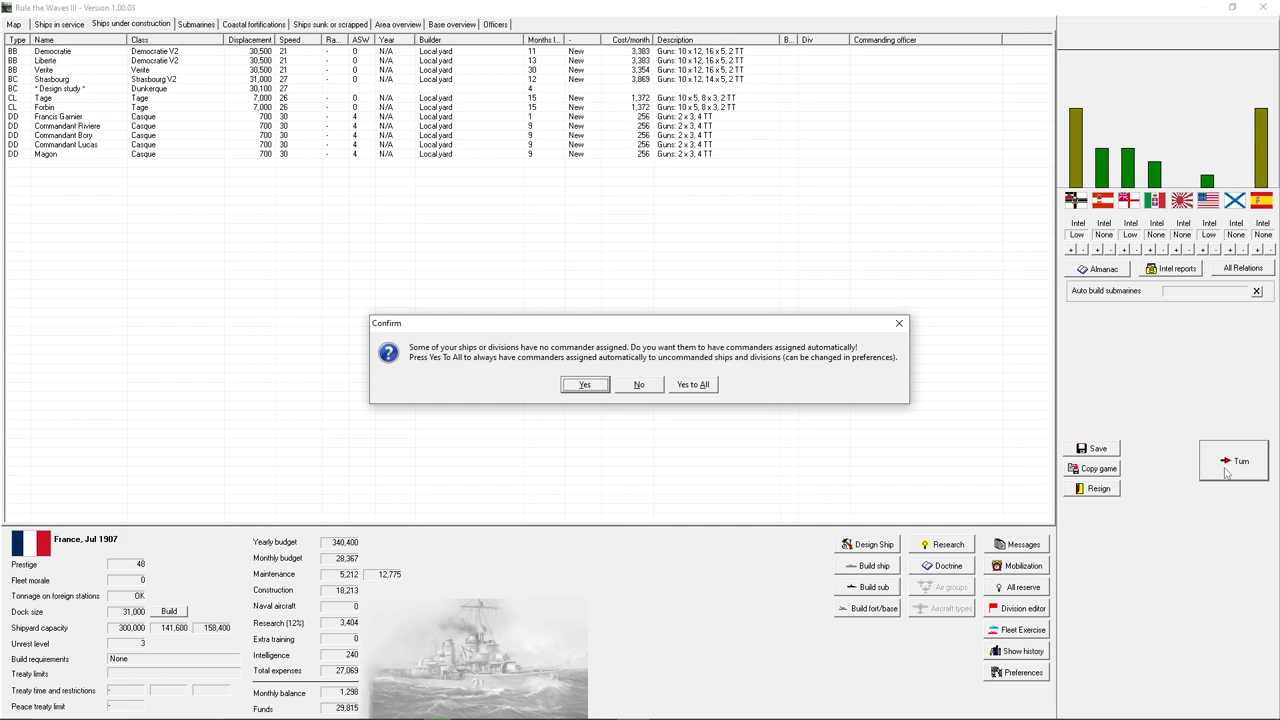 Rule the Waves III - Version 1.00.03
Map Ships in service Ships under construction Submarines Coastal fortifications Ships sunk or scrapped Area overview Base overview Officers
Type Name Class Displacement Speed Ra... ASW Year Builder Months l... - Cost/month Description B... Div Commanding officer
BB Democratie Democratie V2 30,500 21 - 0 N/A Local yard 11 New 3,383 Guns: 10 x 12, 16 x 5, 2 TT
BB Liberte Democratie V2 30,500 21 - 0 N/A Local yard 13 New 3,383 Guns: 10 x 12, 16 x 5, 2 TT
BB Verite Verite 30,500 21 - 0 N/A Local yard 30 New 3,354 Guns: 10 x 12, 16 x 5, 2 TT
BC Strasbourg Strasbourg V2 31,000 27 - 0 N/A Local yard 12 New 3,869 Guns: 10 x 12, 14 x 5, 2 TT
BC * Design study * Dunkerque 30,100 27 4
CL Tage Tage 7,000 26 - 0 N/A Local yard 15 New 1,372 Guns: 10 x 5, 8 x 3, 2 TT
CL Forbin Tage 7,000 26 - 0 N/A Local yard 15 New 1,372 Guns: 10 x 5, 8 x 3, 2 TT
DD Francis Garnier Casque 700 30 - 4 N/A Local yard 1 New 256 Guns: 2 x 3, 4 TT
DD Commandant Riviere Casque 700 30 - 4 N/A Local yard 9 New 256 Guns: 2 x 3, 4 TT
DD Commandant Bory Casque 700 30 - 4 N/A Local yard 9 New 256 Guns: 2 x 3, 4 TT
DD Commandant Lucas Casque 700 30 - 4 N/A Local yard 9 New 256 Guns: 2 x 3, 4 TT
DD Magon Casque 700 30 - 4 N/A Local yard 9 New 256 Guns: 2 x 3, 4 TT
Intel Intel Intel Intel Intel Intel Intel Intel
Low None Low None None Low None None
+ - + - + - + - + - + - + - + -
Almanac Intel reports All Relations
Auto build submarines
Confirm
Some of your ships or divisions have no commander assigned. Do you want them to have commanders assigned automatically!
Press Yes To All to always have commanders assigned automatically to uncommanded ships and divisions (can be changed in preferences).
Yes No Yes to All
Save
Copy game
Resign
Turn
France, Jul 1907
Prestige 48
Fleet morale 0
Tonnage on foreign stations OK
Dock size 31,000 Build
Shipyard capacity 300,000 141,600 158,400
Unrest level 3
Build requirements None
Treaty limits
Treaty time and restrictions -
Peace treaty limit -
Yearly budget 340,400
Monthly budget 28,367
Maintenance 5,212 12,775
Construction 18,213
Naval aircraft 0
Research (12%) 3,404
Extra training 0
Intelligence 240
Total expenses 27,069
Monthly balance 1,298
Funds 29,815
Design Ship Research Messages
Build ship Doctrine Mobilization
Build sub Air groups All reserve
Build fort/base Aircraft types Division editor
Fleet Exercise
Show history
Preferences